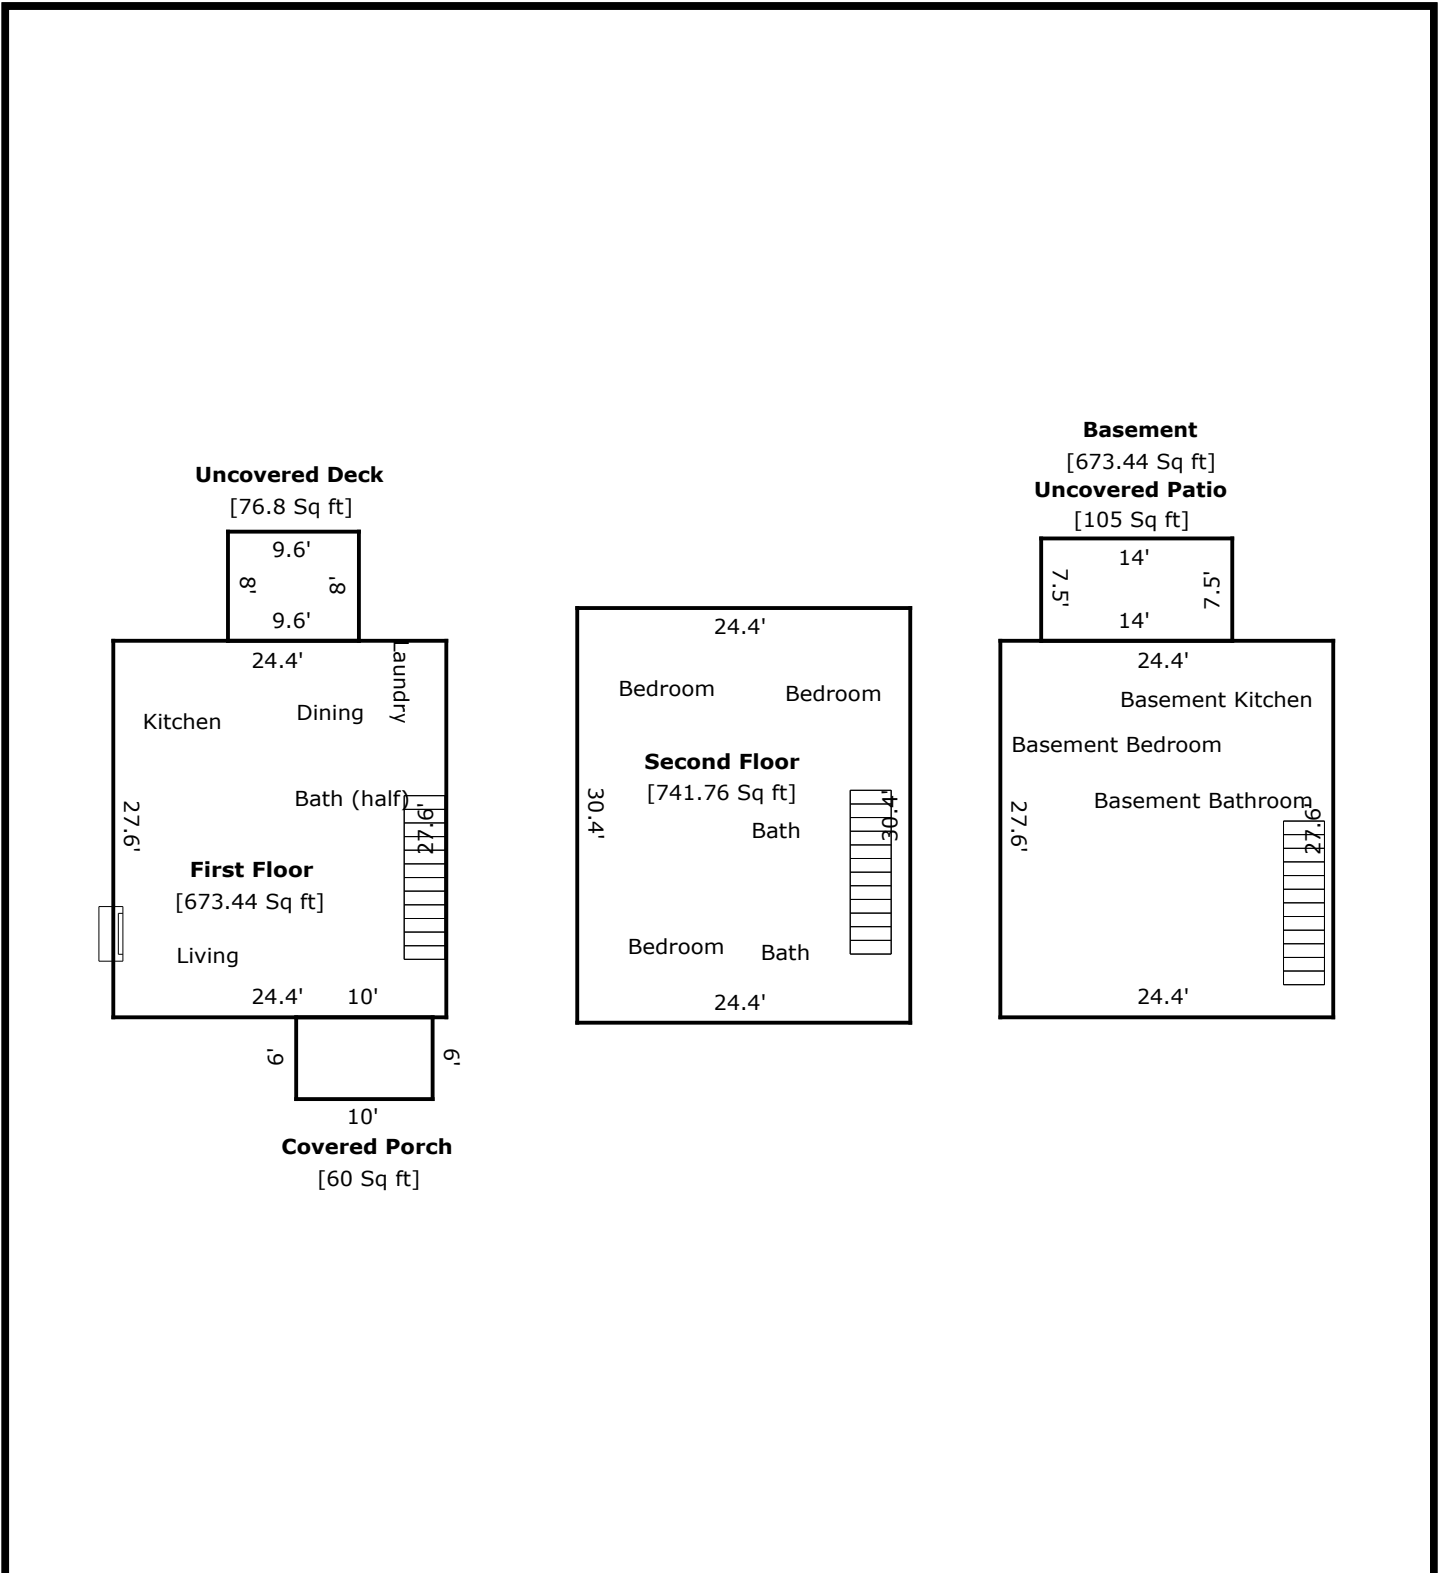 Uncovered Deck
[76.8 Sq ft]
9.6'
8'
8'
9.6'
24.4'
Laundry
Kitchen
Dining
Bath (half)
27.6'
27.6'
First Floor
[673.44 Sq ft]
Living
24.4'
10'
6'
6'
10'
Covered Porch
[60 Sq ft]
24.4'
Bedroom
Bedroom
Second Floor
[741.76 Sq ft]
30.4'
30.4'
Bath
Bedroom
Bath
24.4'
Basement
[673.44 Sq ft]
Uncovered Patio
[105 Sq ft]
14'
7.5'
7.5'
14'
24.4'
Basement Kitchen
Basement Bedroom
Basement Bathroom
27.6'
27.6'
24.4'